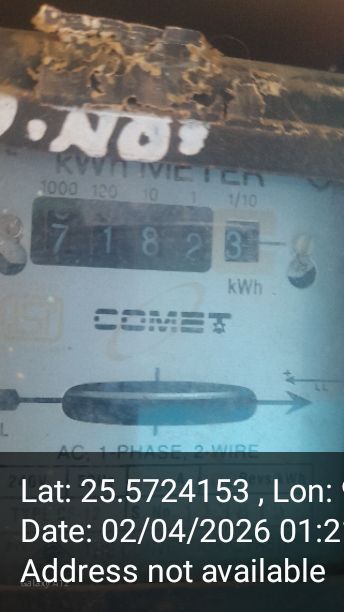 O.NO:
KWh METER
1000 100 10 1 1/10
7 1 8 2 3
kWh
COMET
AC, 1-PHASE, 2-WIRE
Lat: 25.5724153 , Lon:
Date: 02/04/2026 01:2
Address not available